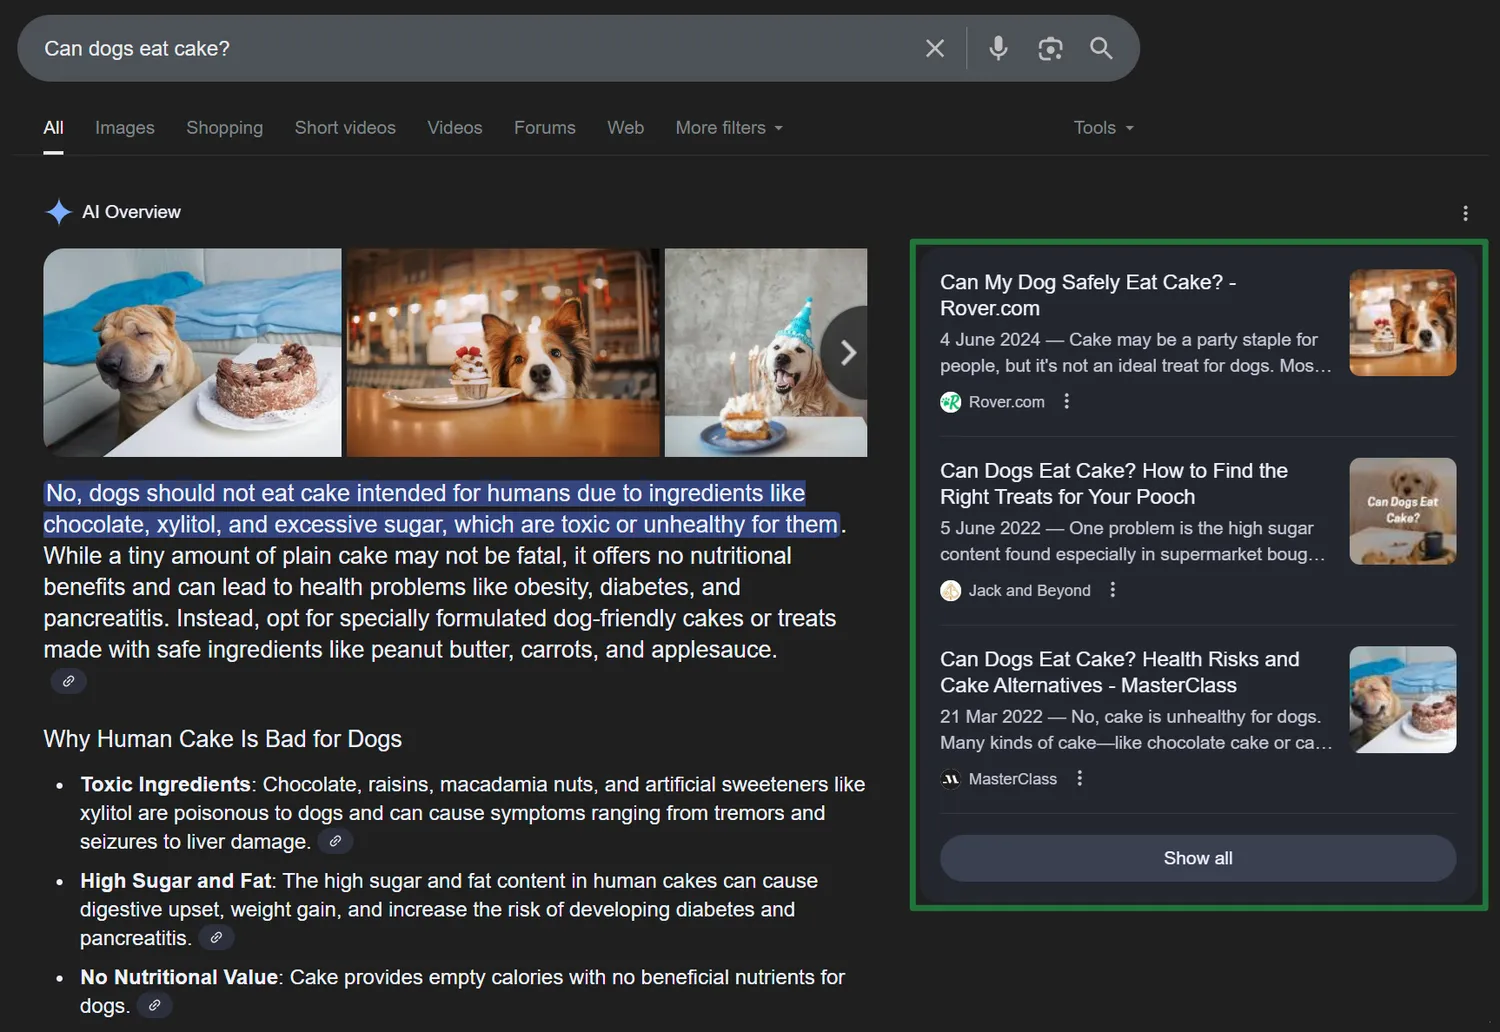 Can dogs eat cake?
All Images Shopping Short videos Videos Forums Web More filters Tools
AI Overview
No, dogs should not eat cake intended for humans due to ingredients like
chocolate, xylitol, and excessive sugar, which are toxic or unhealthy for them.
While a tiny amount of plain cake may not be fatal, it offers no nutritional
benefits and can lead to health problems like obesity, diabetes, and
pancreatitis. Instead, opt for specially formulated dog-friendly cakes or treats
made with safe ingredients like peanut butter, carrots, and applesauce.
Why Human Cake Is Bad for Dogs
• Toxic Ingredients: Chocolate, raisins, macadamia nuts, and artificial sweeteners like
xylitol are poisonous to dogs and can cause symptoms ranging from tremors and
seizures to liver damage.
• High Sugar and Fat: The high sugar and fat content in human cakes can cause
digestive upset, weight gain, and increase the risk of developing diabetes and
pancreatitis.
• No Nutritional Value: Cake provides empty calories with no beneficial nutrients for
dogs.
Can My Dog Safely Eat Cake? -
Rover.com
4 June 2024 — Cake may be a party staple for
people, but it's not an ideal treat for dogs. Mos...
Rover.com
Can Dogs Eat Cake? How to Find the
Right Treats for Your Pooch
5 June 2022 — One problem is the high sugar
content found especially in supermarket boug...
Jack and Beyond
Can Dogs Eat
Cake?
Can Dogs Eat Cake? Health Risks and
Cake Alternatives - MasterClass
21 Mar 2022 — No, cake is unhealthy for dogs.
Many kinds of cake—like chocolate cake or ca...
MasterClass
Show all